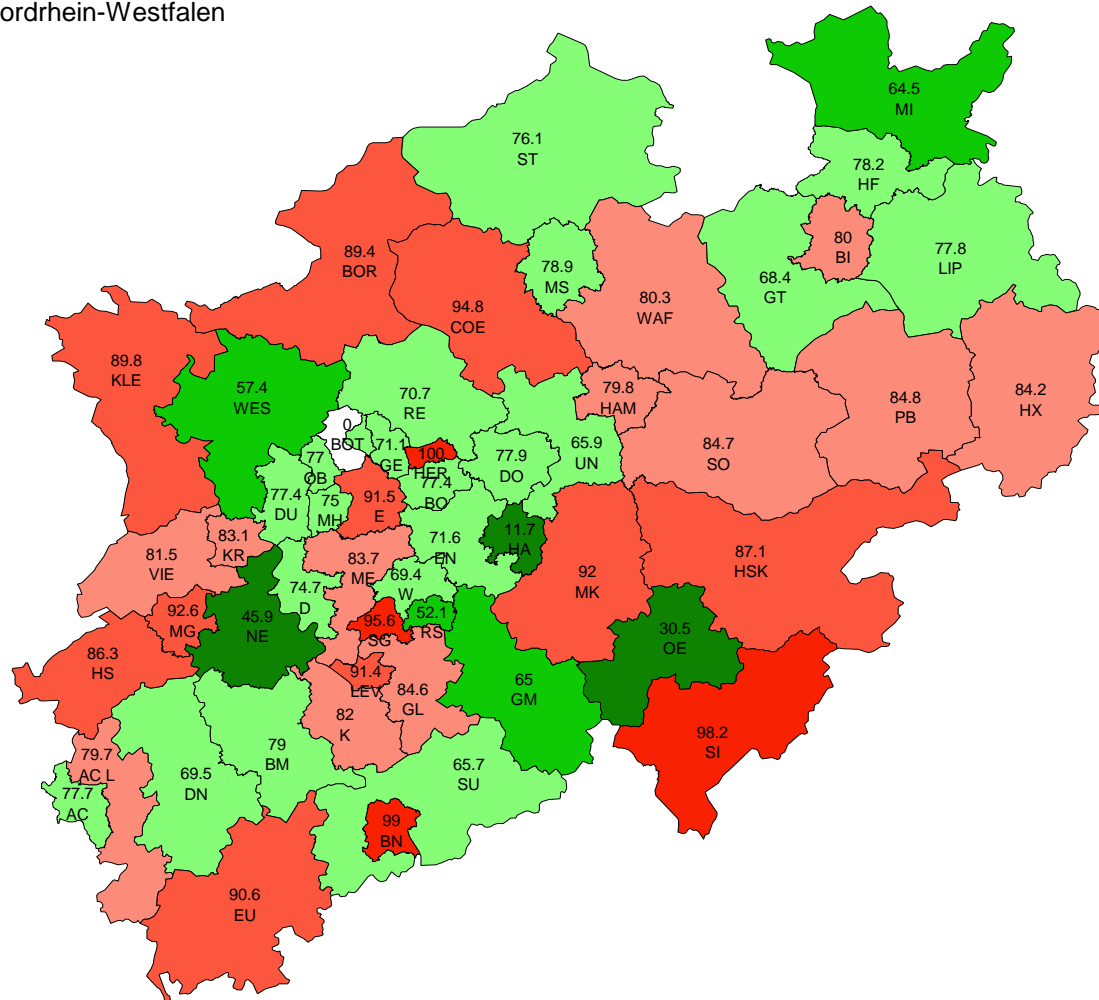 ordrhein-Westfalen
64.5
MI
76.1
ST
78.2
HF
80
BI
77.8
LIP
89.4
BOR
78.9
MS
68.4
GT
94.8
COE
80.3
WAF
89.8
KLE
57.4
WES
70.7
RE
79.8
HAM
84.8
PB
84.2
HX
0
BOT
71.1
GE
100
HER
77.9
DO
65.9
UN
84.7
SO
77
OB
77.4
BO
77.4
DU
75
MH
91.5
E
83.1
KR
71.6
EN
11.7
HA
81.5
VIE
83.7
ME
87.1
HSK
74.7
D
69.4
W
92
MK
92.6
MG
45.9
NE
95.6
SG
52.1
RS
30.5
OE
86.3
HS
91.4
LEV
84.6
GL
65
GM
82
K
98.2
SI
79.7
AC L
79
BM
65.7
SU
69.5
DN
77.7
AC
99
BN
90.6
EU